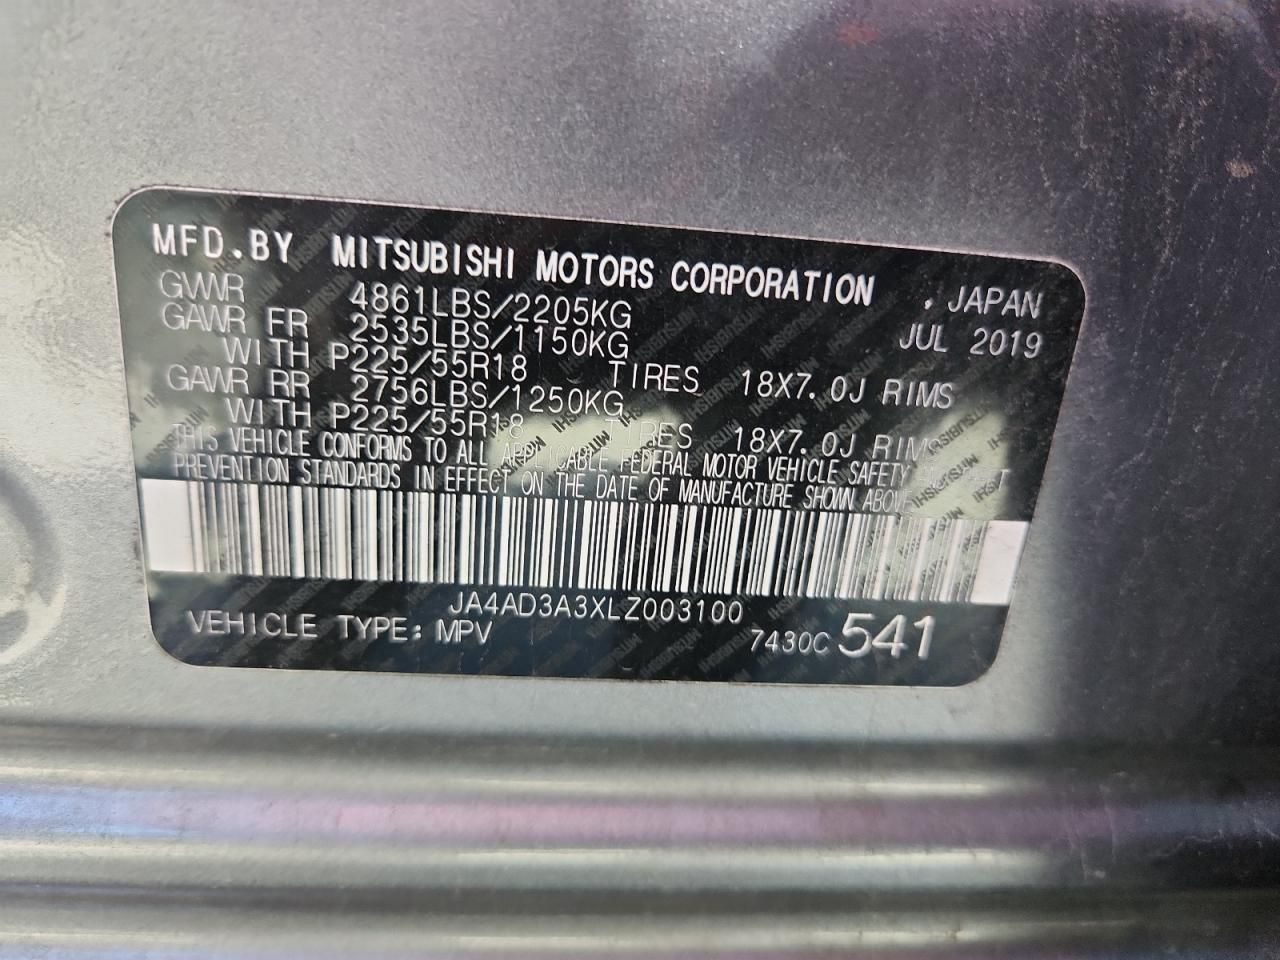 MFD.BY MITSUBISHI MOTORS CORPORATION , JAPAN
GVWR 4861LBS/2205KG JUL 2019
GAWR FR 2535LBS/1150KG
WITH P225/55R18 TIRES 18X7.0J RIMS
GAWR RR 2756LBS/1250KG
WITH P225/55R18 TIRES 18X7.0J RIMS
THIS VEHICLE CONFORMS TO ALL APPLICABLE FEDERAL MOTOR VEHICLE SAFETY AND THEFT
PREVENTION STANDARDS IN EFFECT ON THE DATE OF MANUFACTURE SHOWN ABOVE.
JA4AD3A3XLZ003100
VEHICLE TYPE: MPV 7430C 541